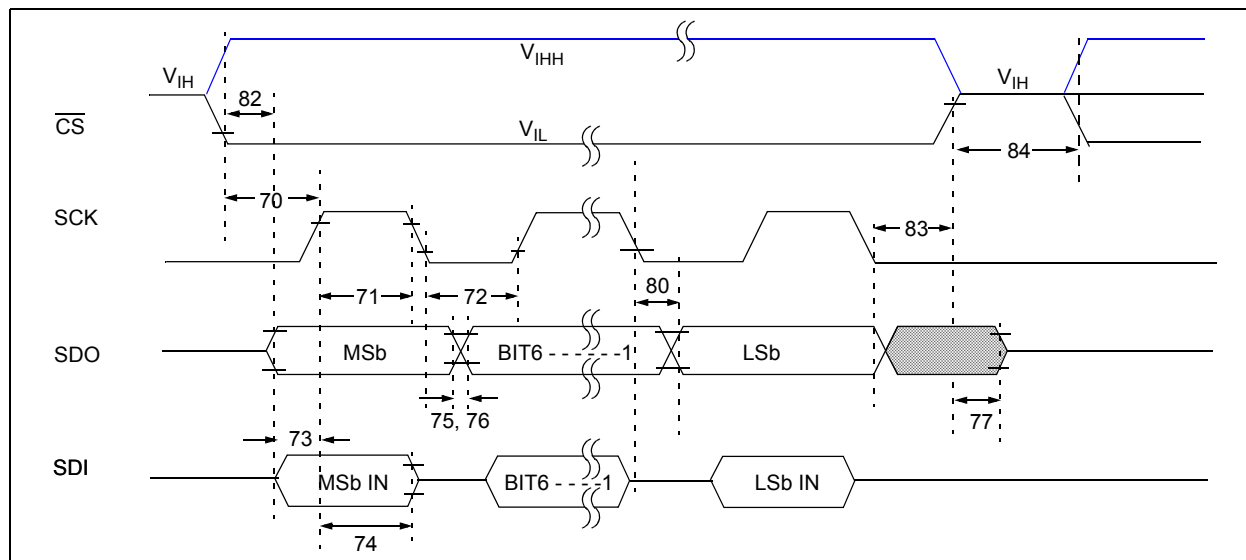 V_IHH
V_IH
V_IH
82
CS
V_IL
84
70
SCK
83
71
72
80
SDO
MSb
BIT6 - - - - - -1
LSb
75, 76
77
73
SDI
MSb IN
BIT6 - - - -1
LSb IN
74